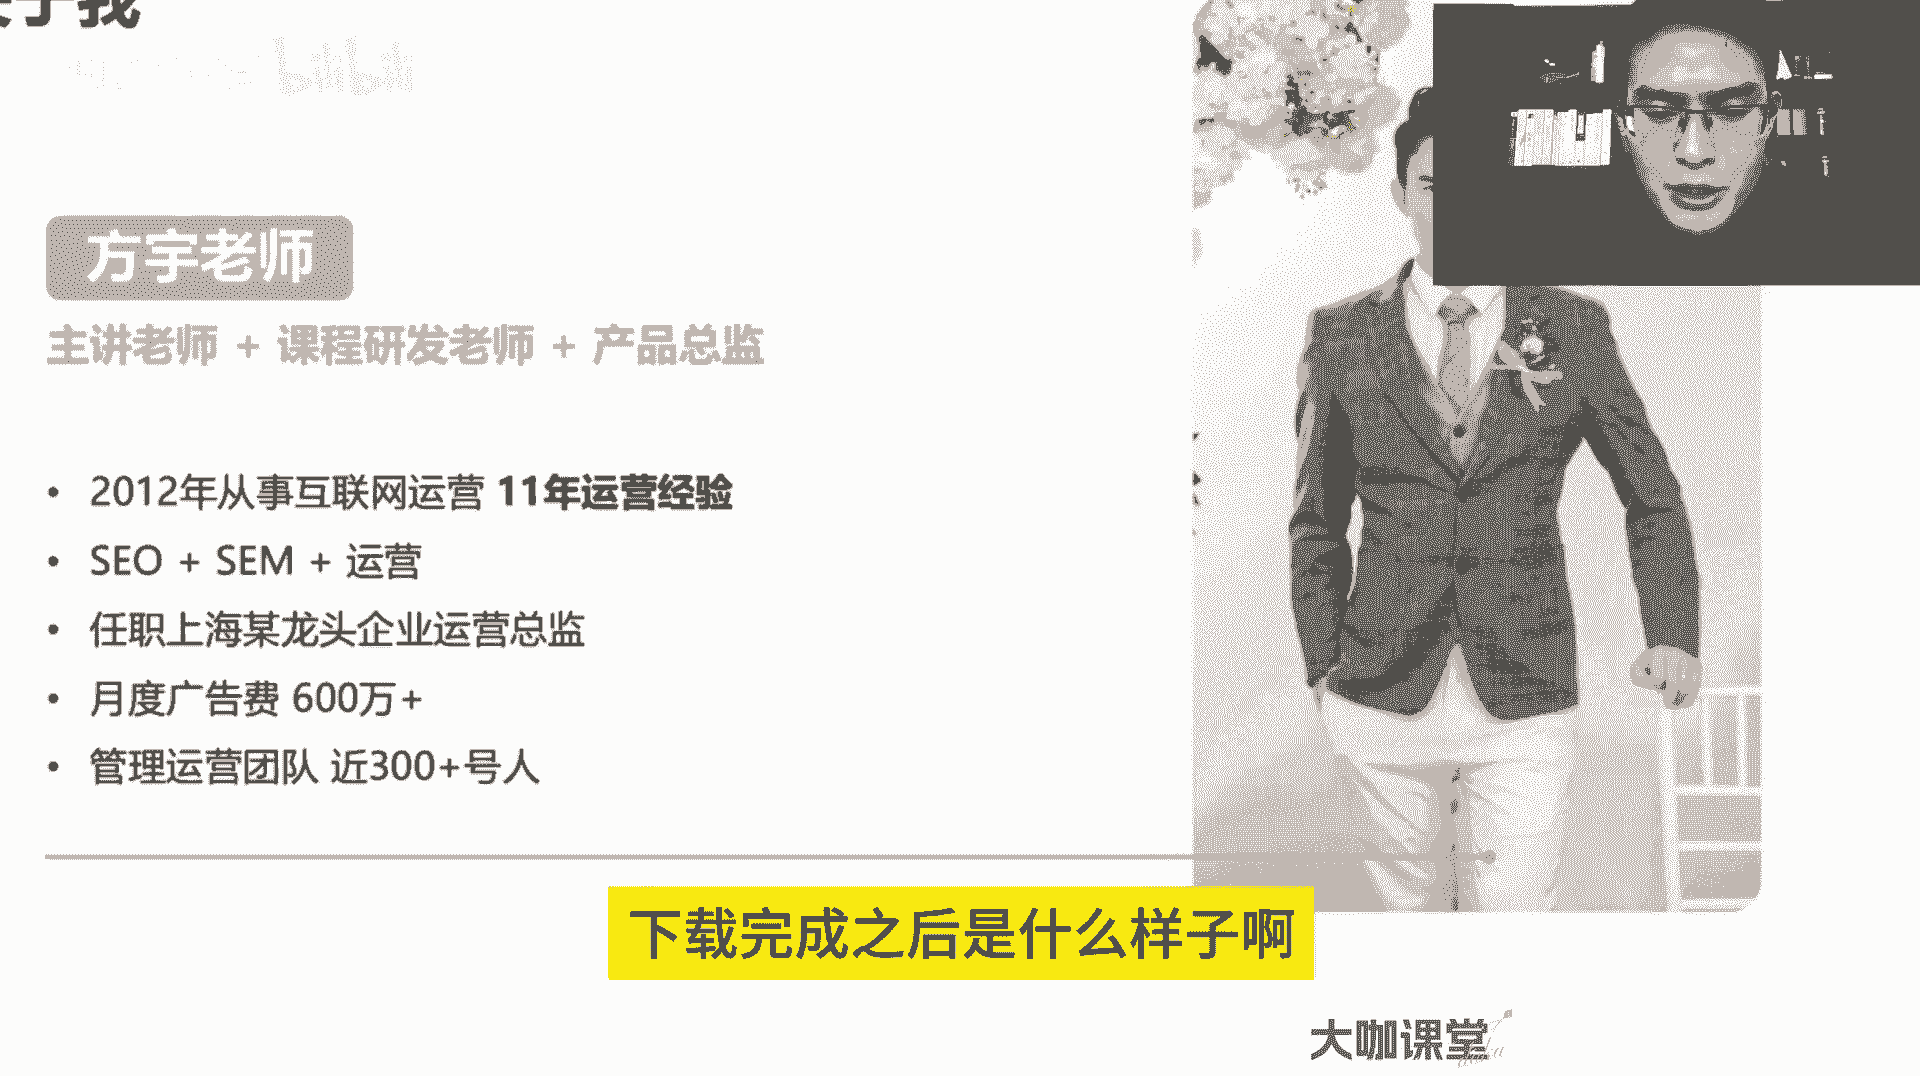 关于我
bilibili
方宇老师
主讲老师 + 课程研发老师 + 产品总监
• 2012年从事互联网运营 11年运营经验
• SEO + SEM + 运营
• 任职上海某龙头企业运营总监
• 月度广告费 600万+
• 管理运营团队 近300+号人
下载完成之后是什么样子啊
大咖课堂